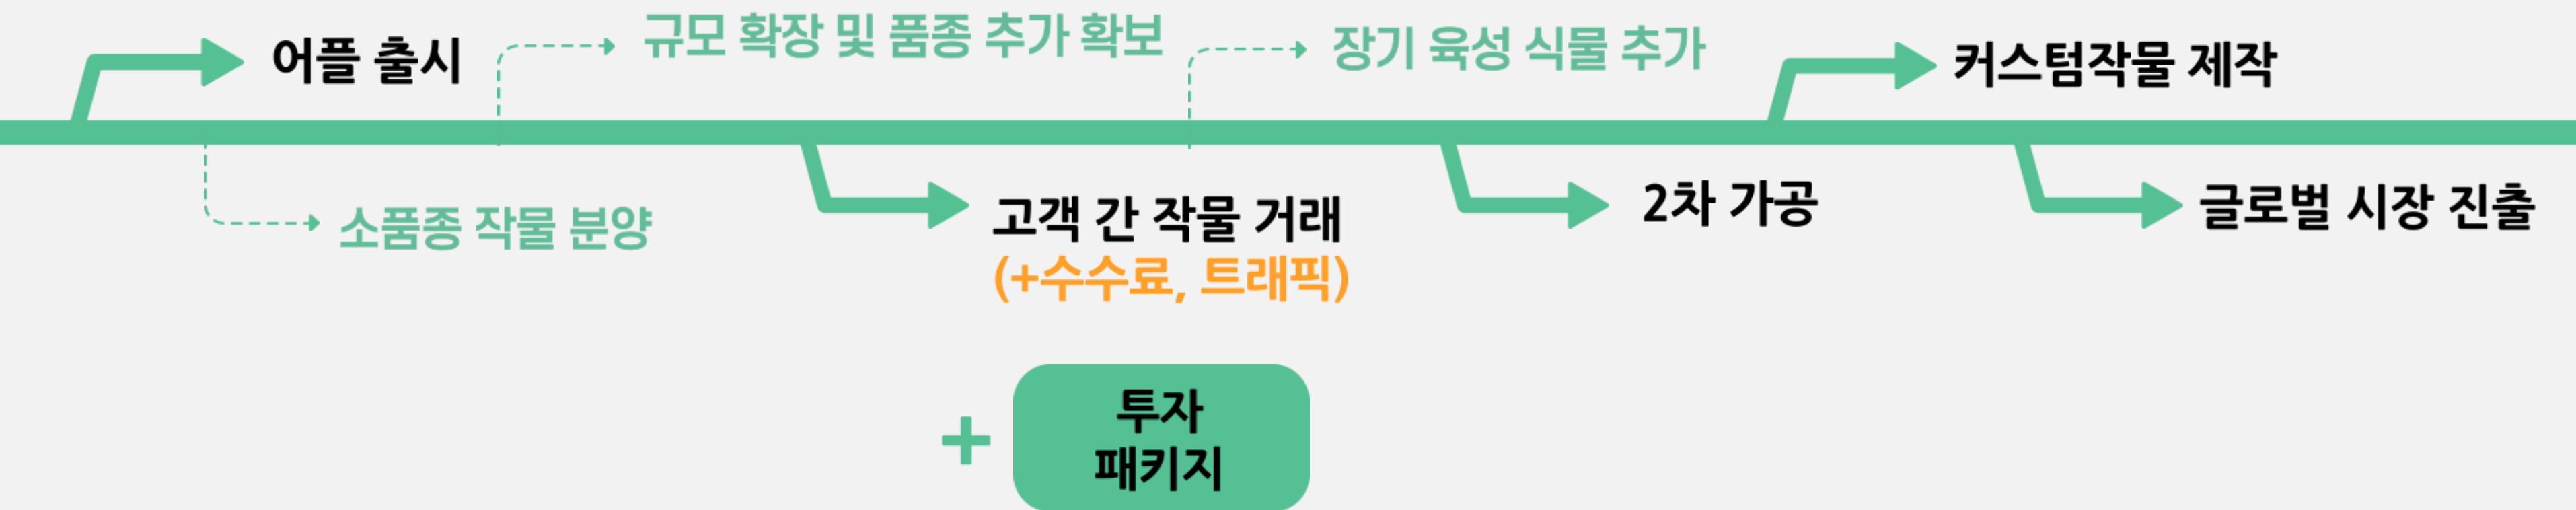 어플 출시
규모 확장 및 품종 추가 확보
장기 육성 식물 추가
커스텀작물 제작
소품종 작물 분양
고객 간 작물 거래
(+수수료, 트래픽)
2차 가공
글로벌 시장 진출
+
투자
패키지